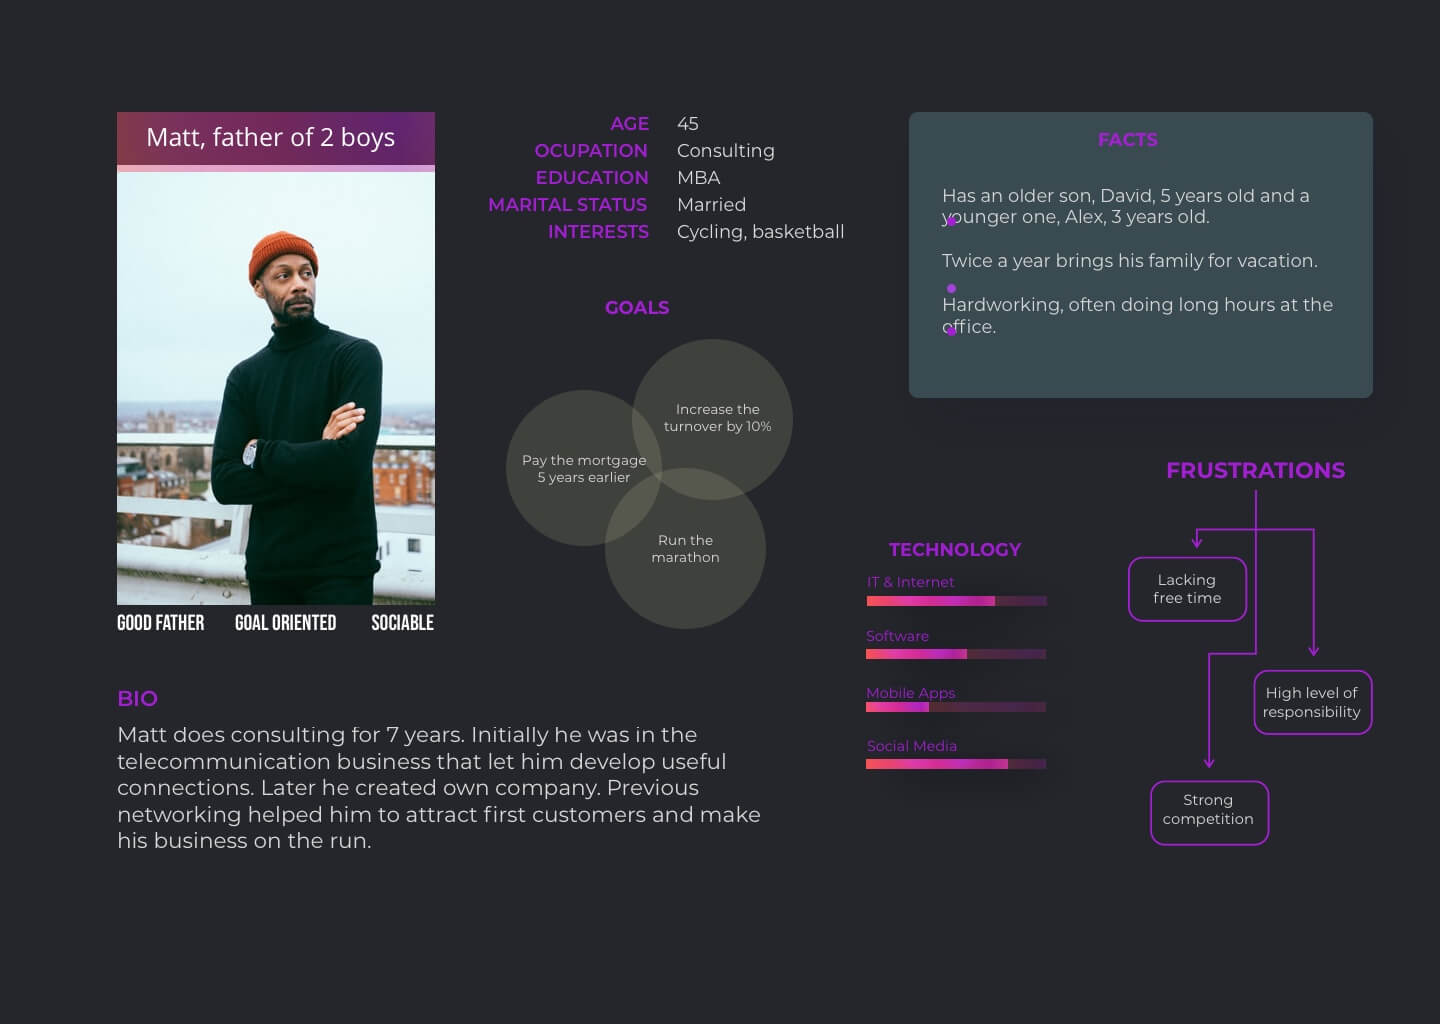 Matt, father of 2 boys
GOOD FATHER GOAL ORIENTED SOCIABLE
BIO
Matt does consulting for 7 years. Initially he was in the
telecommunication business that let him develop useful
connections. Later he created own company. Previous
networking helped him to attract first customers and make
his business on the run.
AGE 45
OCUPATION Consulting
EDUCATION MBA
MARITAL STATUS Married
INTERESTS Cycling, basketball
GOALS
Increase the
turnover by 10%
Pay the mortgage
5 years earlier
Run the
marathon
FACTS
Has an older son, David, 5 years old and a
younger one, Alex, 3 years old.
Twice a year brings his family for vacation.
Hardworking, often doing long hours at the
office.
TECHNOLOGY
IT & Internet
Software
Mobile Apps
Social Media
FRUSTRATIONS
Lacking
free time
High level of
responsibility
Strong
competition